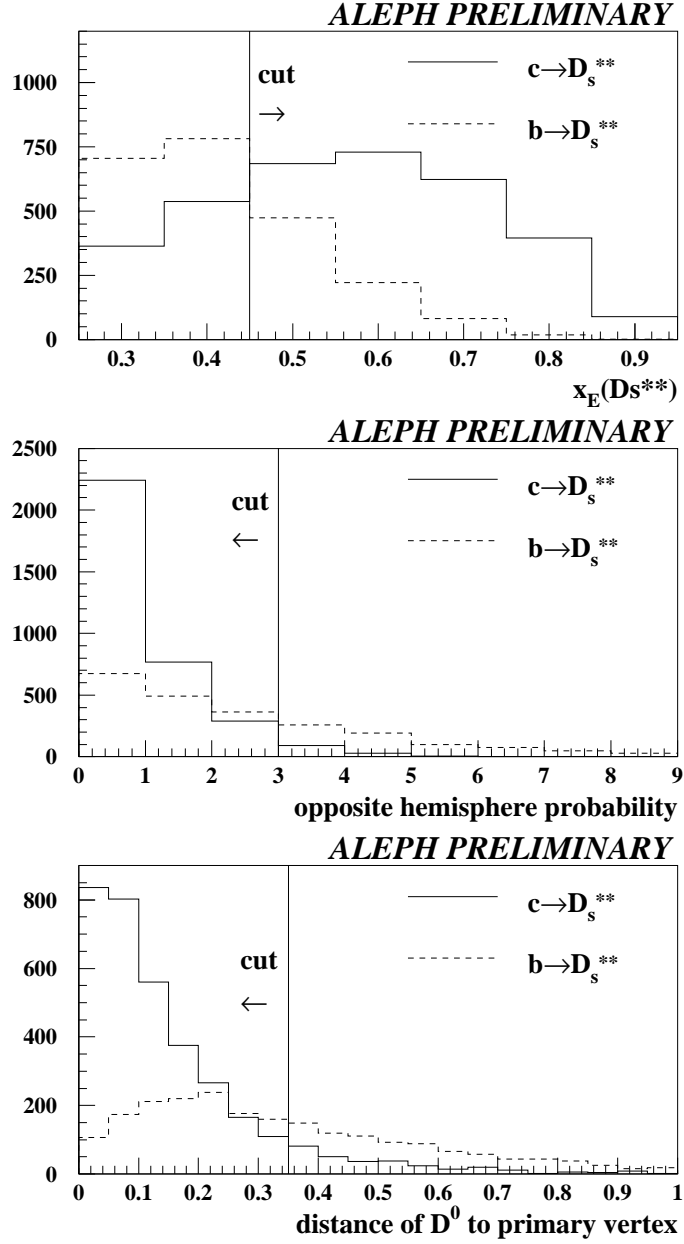 ALEPH PRELIMINARY
1000
750
500
250
0
cut
→
c→D_s^**
b→D_s^**
0.3 0.4 0.5 0.6 0.7 0.8 0.9
x_E(Ds**)
ALEPH PRELIMINARY
2500
2000
1500
1000
500
0
cut
←
c→D_s^**
b→D_s^**
0 1 2 3 4 5 6 7 8 9
opposite hemisphere probability
ALEPH PRELIMINARY
800
600
400
200
0
cut
←
c→D_s^**
b→D_s^**
0 0.1 0.2 0.3 0.4 0.5 0.6 0.7 0.8 0.9 1
distance of D^0 to primary vertex